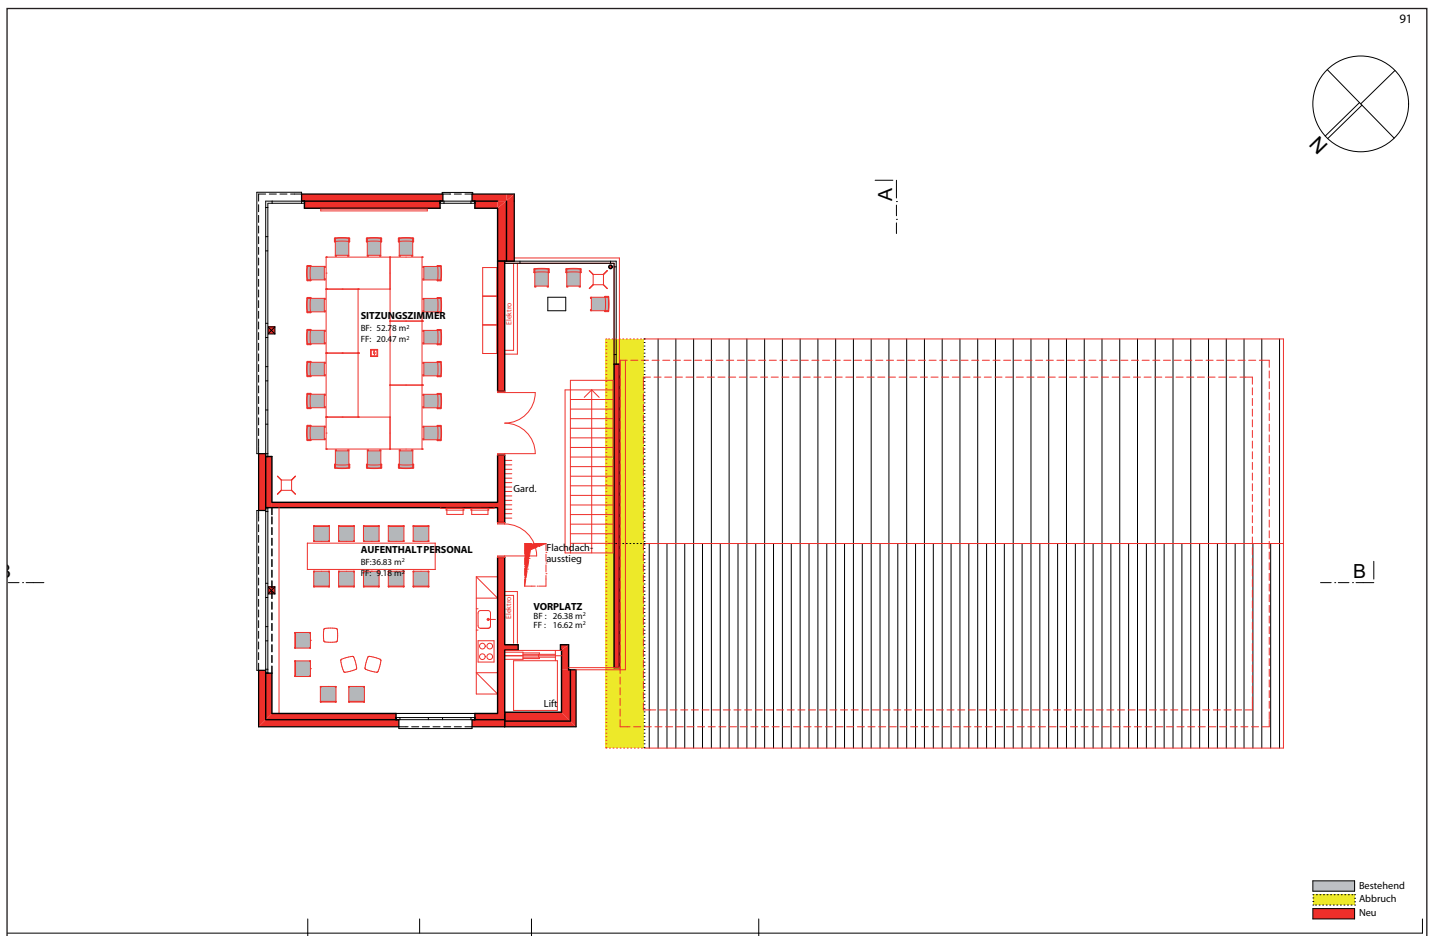 91
N
A
SITZUNGSZIMMER
BF: 52.78 m²
FF: 20.47 m²
Elektro
Gard.
Flachdach-
ausstieg
AUFENTHALT PERSONAL
BF:36.83 m²
FF: 9.18 m²
B
Elektro
VORPLATZ
BF : 26.38 m²
FF : 16.62 m²
Lift
Bestehend
Abbruch
Neu